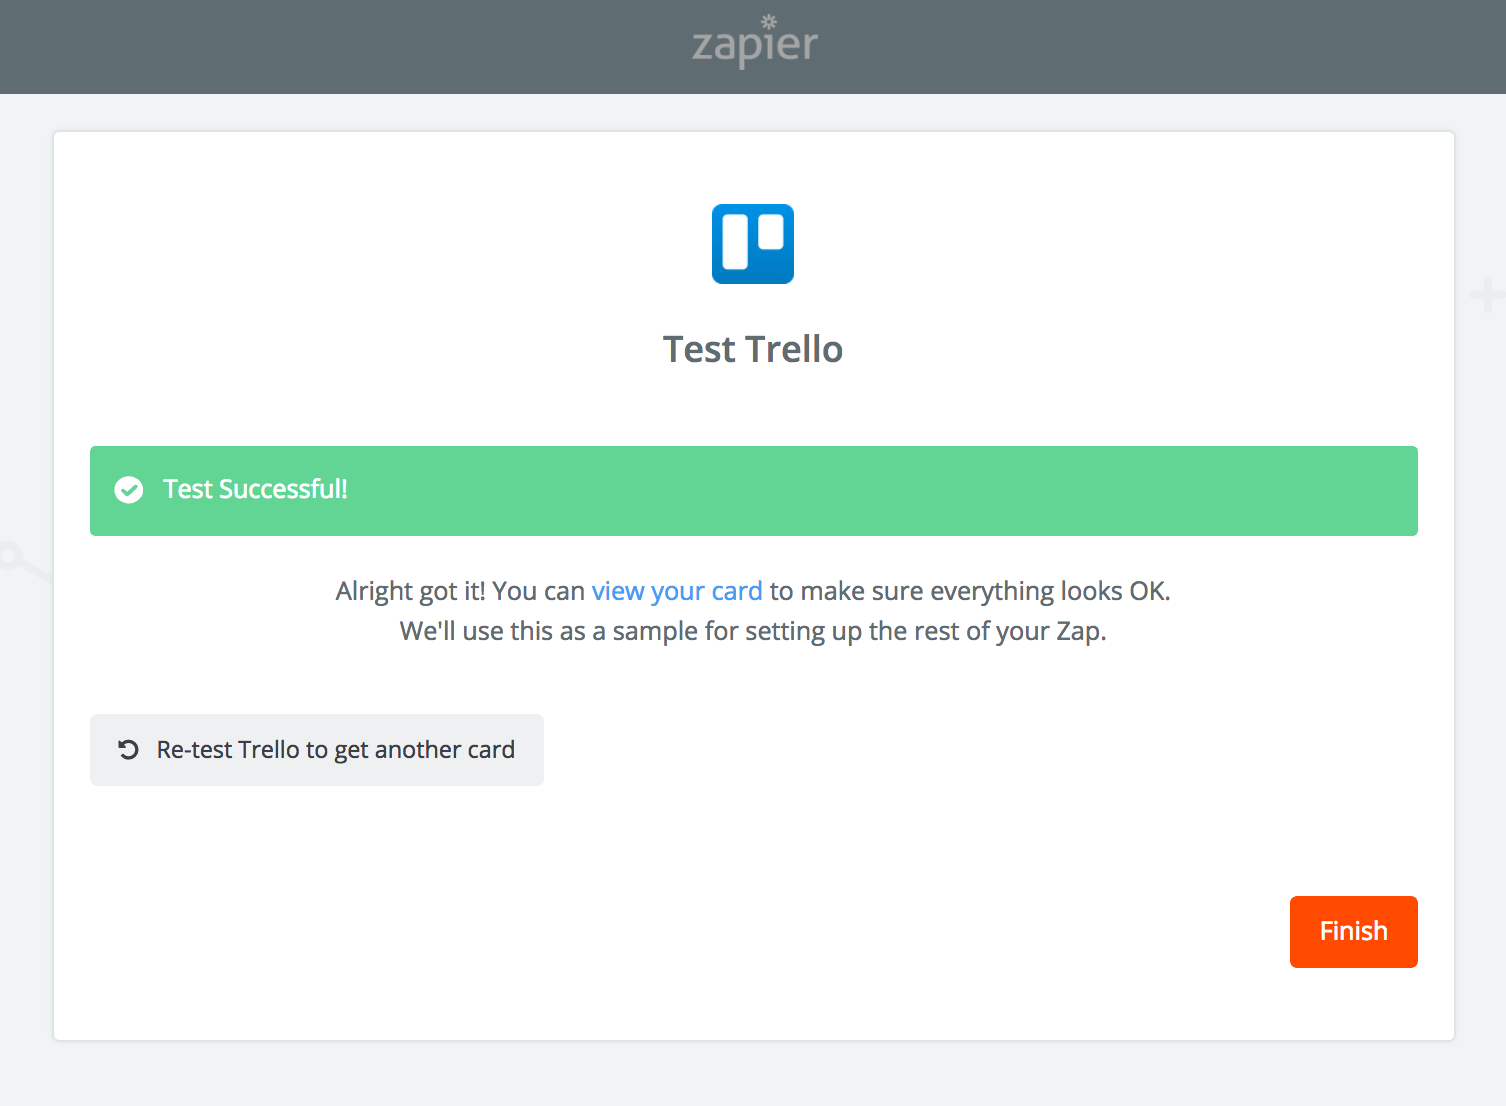 zapier
Test Trello
Test Successful!
Alright got it! You can view your card to make sure everything looks OK.
We'll use this as a sample for setting up the rest of your Zap.
Re-test Trello to get another card
Finish